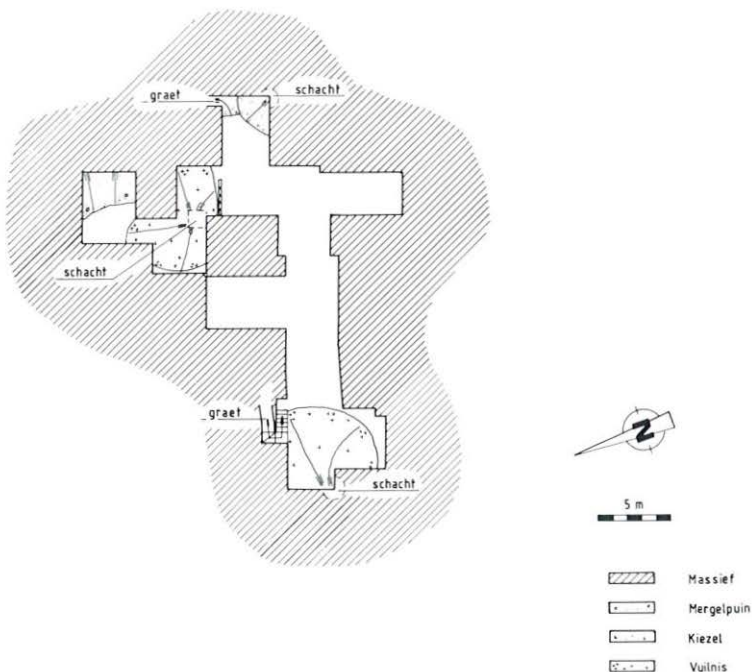 graet
schacht
schacht
graet
schacht
N
5 m
Massief
Mergelpuin
Kiezel
Vuilnis